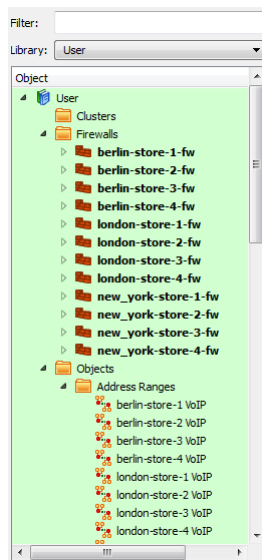 Filter:
Library: User
Object
User
Clusters
Firewalls
berlin-store-1-fw
berlin-store-2-fw
berlin-store-3-fw
berlin-store-4-fw
london-store-1-fw
london-store-2-fw
london-store-3-fw
london-store-4-fw
new_york-store-1-fw
new_york-store-2-fw
new_york-store-3-fw
new_york-store-4-fw
Objects
Address Ranges
berlin-store-1 VoIP
berlin-store-2 VoIP
berlin-store-3 VoIP
berlin-store-4 VoIP
london-store-1 VoIP
london-store-2 VoIP
london-store-3 VoIP
london-store-4 VoIP